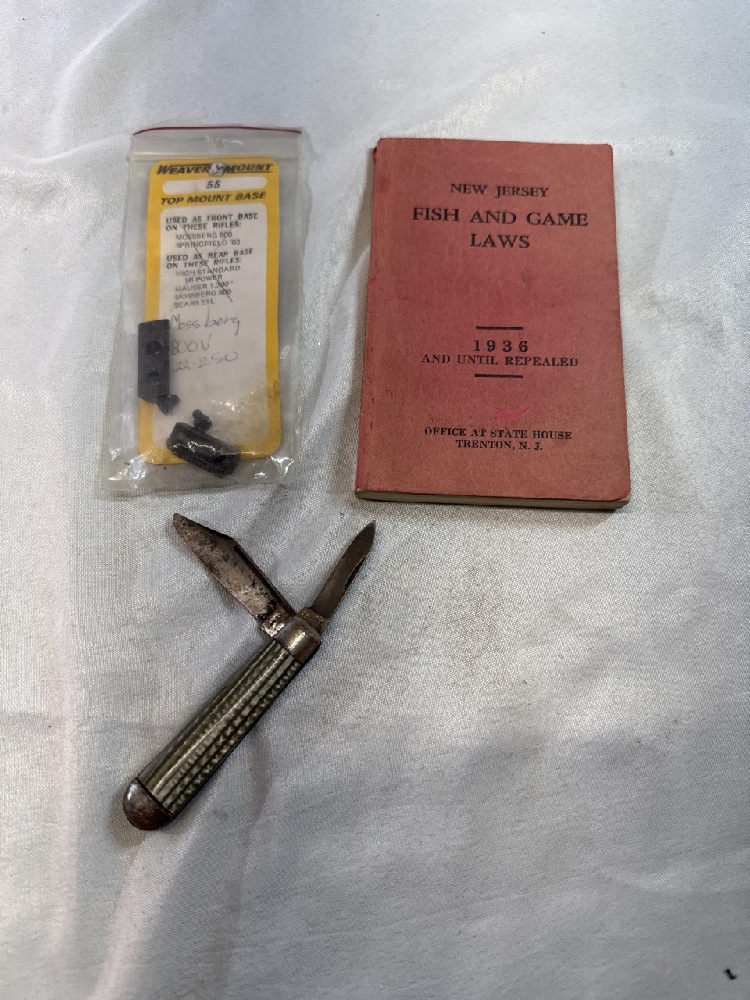 WEAVER MOUNT
55
TOP MOUNT BASE
USED AS FRONT BASE
ON THESE RIFLES:
MOSSBERG 800
SPRINGFIELD '03
USED AS REAR BASE
ON THESE RIFLES:
HIGH STANDARD
HI POWER
MAUSER
MOSSBERG 800
SEARS 51L
Mossberg
800V
22-250
NEW JERSEY
FISH AND GAME
LAWS
1936
AND UNTIL REPEALED
OFFICE AT STATE HOUSE
TRENTON, N. J.